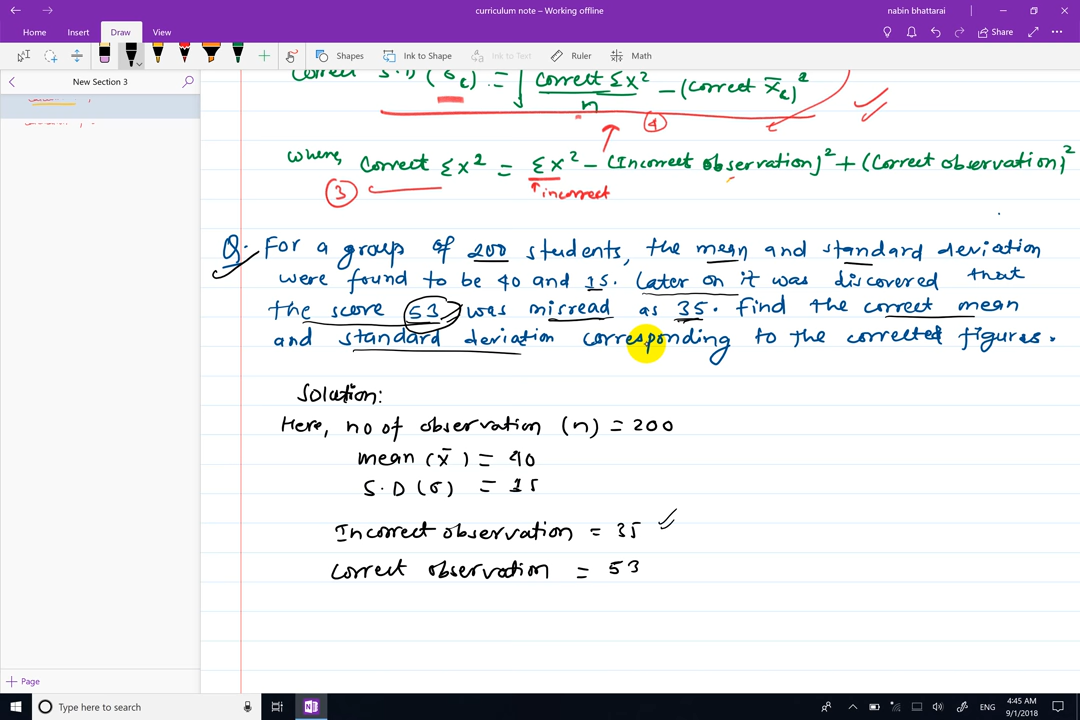 curriculum note – Working offline
nabin bhattarai
Home Insert Draw View
Share
Shapes
Ink to Shape
Ink to Text
Ruler
Math
New Section 3
Correct S.D (σc) = √ correct Σx² / n − (correct x̄c)²
④
where, correct Σx² = Σx² − (Incorrect observation)² + (Correct observation)²
③
incorrect
Q. For a group of 200 students, the mean and standard deviation
were found to be 40 and 15. Later on it was discovered that
the score 53 was misread as 35. find the correct mean
and standard deviation corresponding to the corrected figures.
Solution:
Here, no of observation (n) = 200
mean (x̄) = 40
S.D (σ) = 15
Incorrect observation = 35
correct observation = 53
+ Page
Type here to search
ENG
4:45 AM
9/1/2018